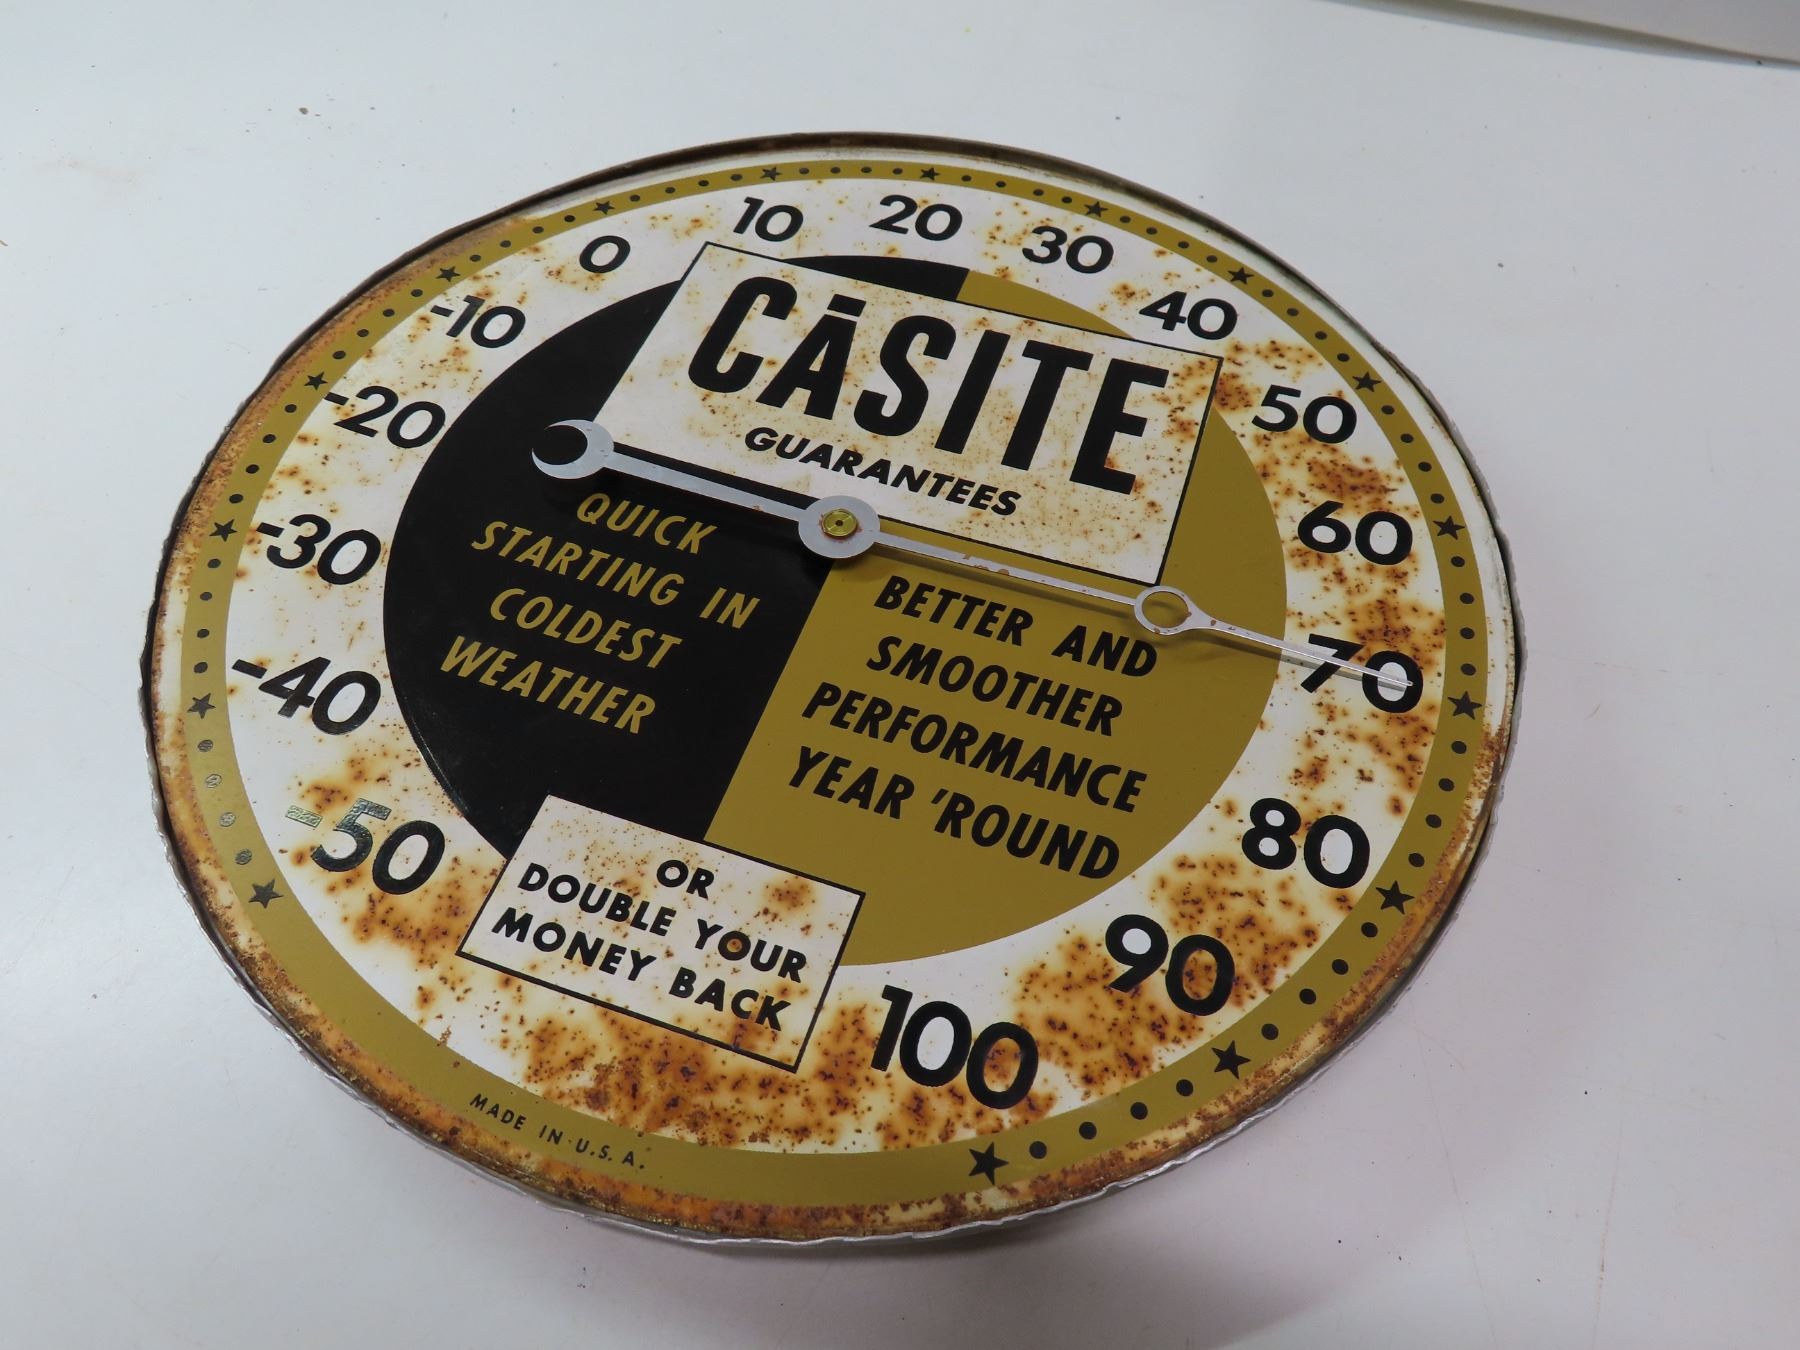 -50
-40
-30
-20
-10
0
10
20
30
40
50
60
70
80
90
100
CĀSITE
GUARANTEES
QUICK
STARTING IN
COLDEST
WEATHER
BETTER AND
SMOOTHER
PERFORMANCE
YEAR 'ROUND
OR
DOUBLE YOUR
MONEY BACK
MADE IN U.S.A.